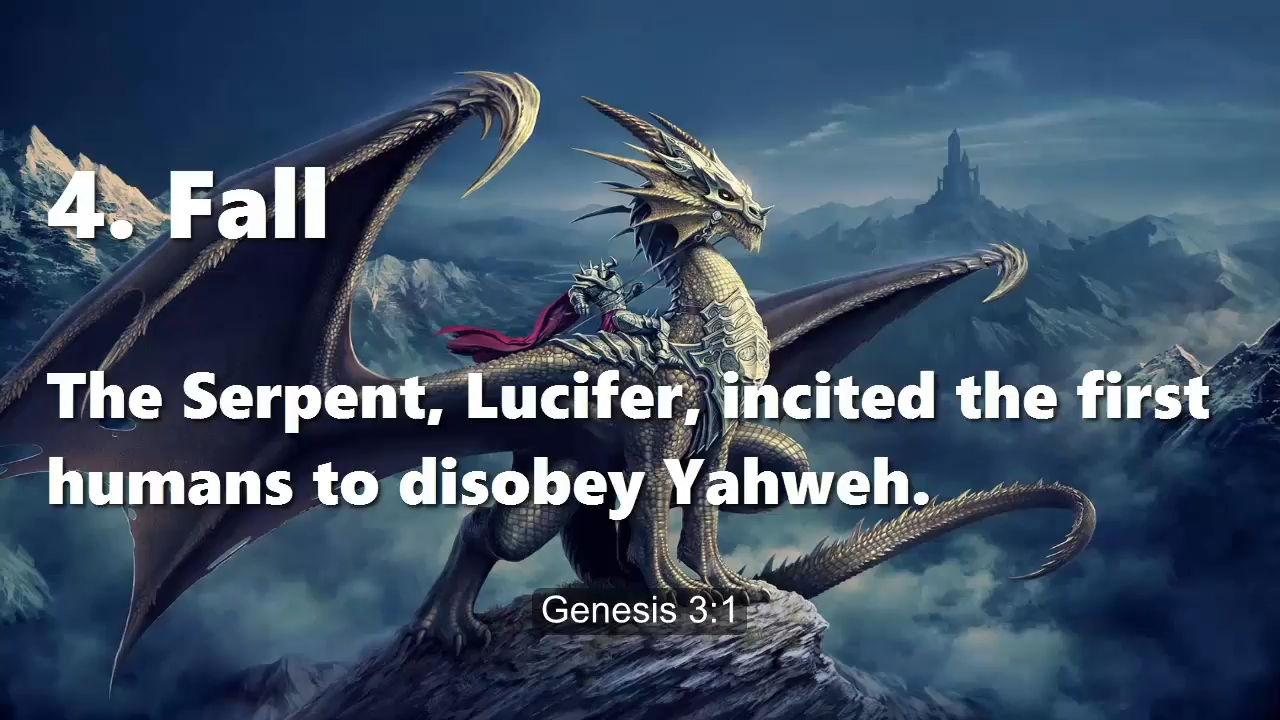 4. Fall
The Serpent, Lucifer, incited the first
humans to disobey Yahweh.
Genesis 3:1